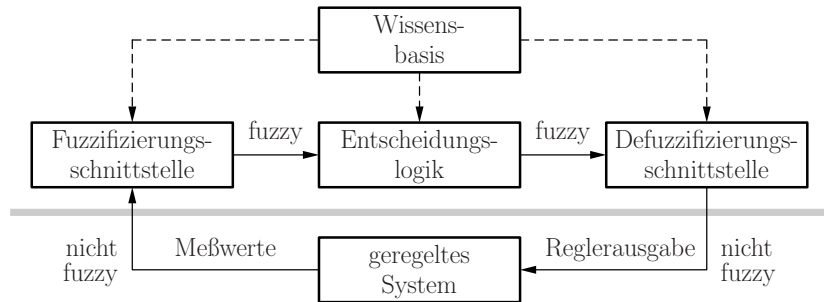 Wissens-
basis
Fuzzifizierungs-
schnittstelle
fuzzy
Entscheidungs-
logik
fuzzy
Defuzzifizierungs-
schnittstelle
nicht
fuzzy
Meßwerte
geregeltes
System
Reglerausgabe
nicht
fuzzy